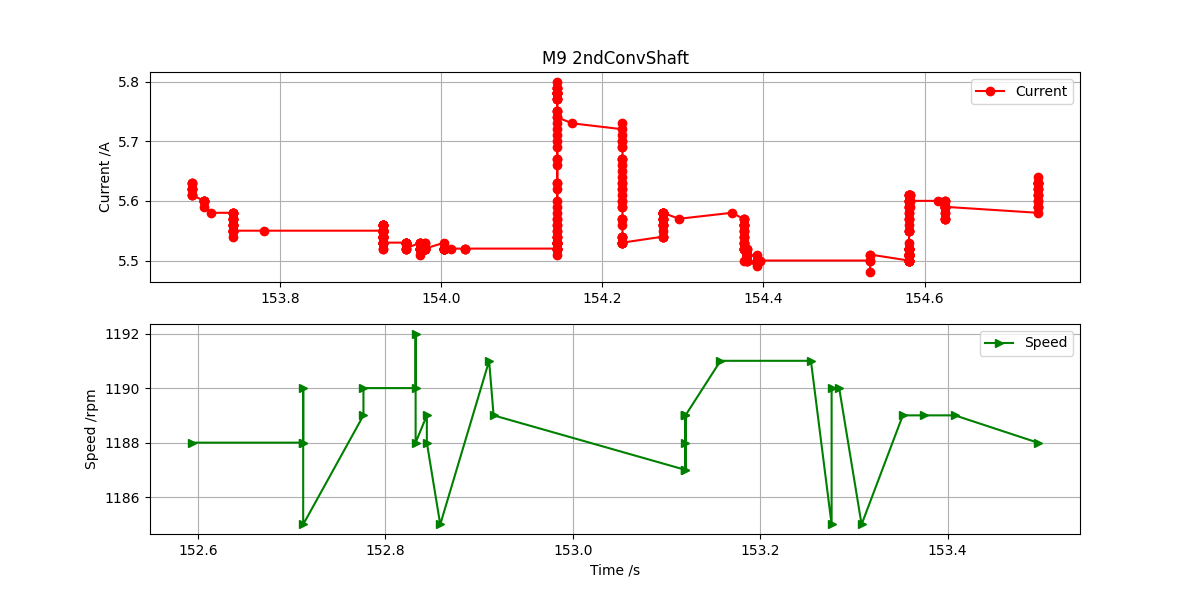 M9 2ndConvShaft
5.8
5.7
5.6
5.5
Current /A
Current
153.8 154.0 154.2 154.4 154.6
1192
1190
1188
1186
Speed /rpm
Speed
152.6 152.8 153.0 153.2 153.4
Time /s